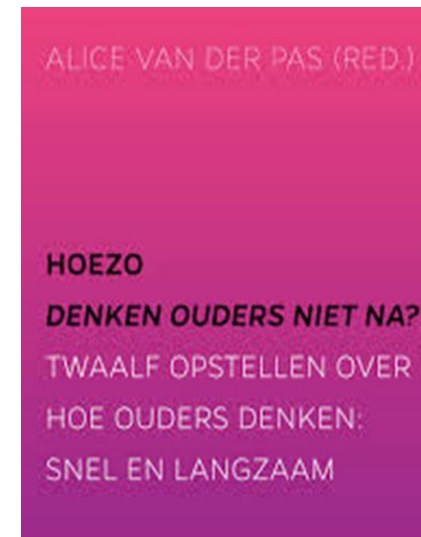 ALICE VAN DER PAS (RED.)
HOEZO
DENKEN OUDERS NIET NA?
TWAALF OPSTELLEN OVER
HOE OUDERS DENKEN:
SNEL EN LANGZAAM